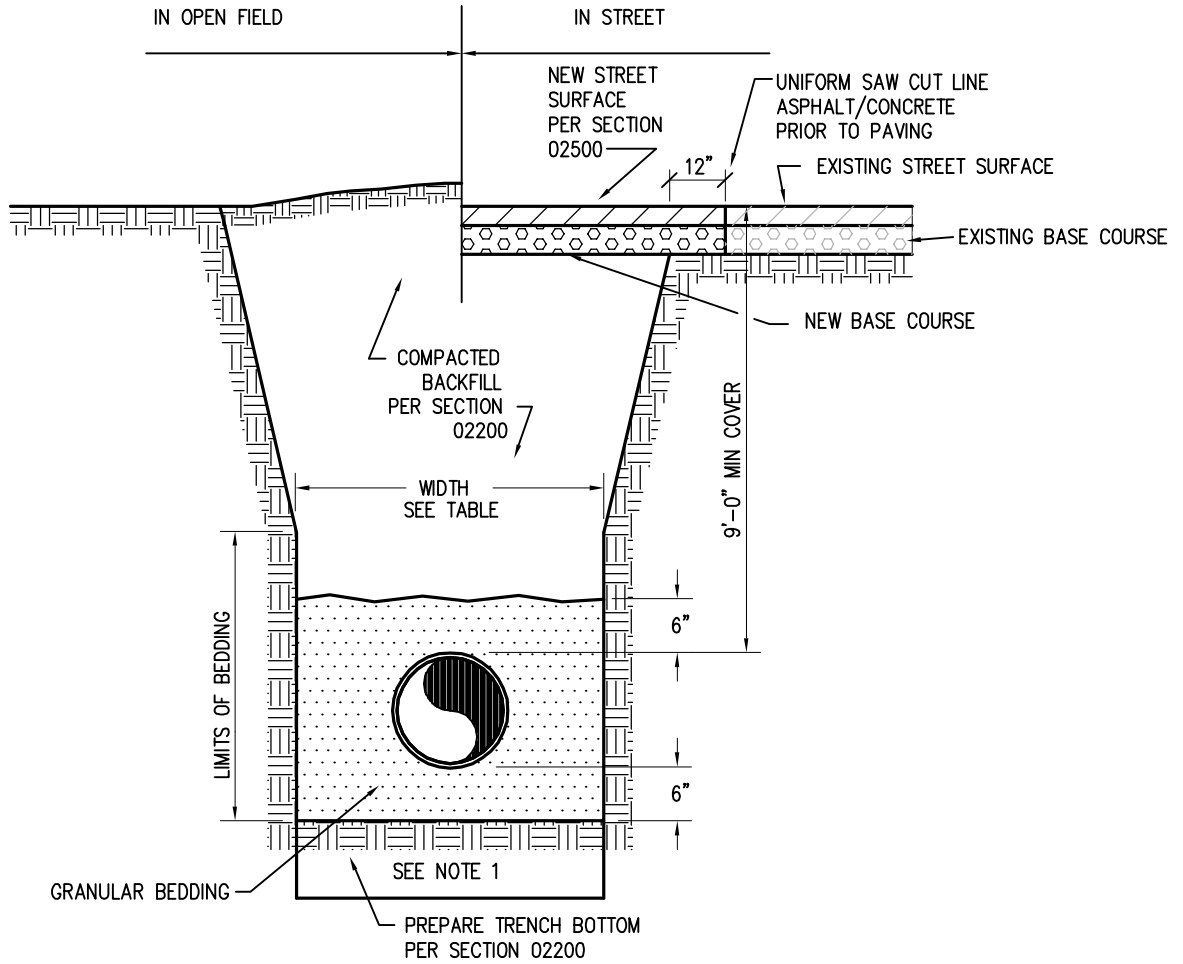 IN OPEN FIELD
IN STREET
NEW STREET
SURFACE
PER SECTION
02500
UNIFORM SAW CUT LINE
ASPHALT/CONCRETE
PRIOR TO PAVING
12"
EXISTING STREET SURFACE
EXISTING BASE COURSE
NEW BASE COURSE
COMPACTED
BACKFILL
PER SECTION
02200
9'-0" MIN COVER
WIDTH
SEE TABLE
LIMITS OF BEDDING
6"
6"
SEE NOTE 1
GRANULAR BEDDING
PREPARE TRENCH BOTTOM
PER SECTION 02200